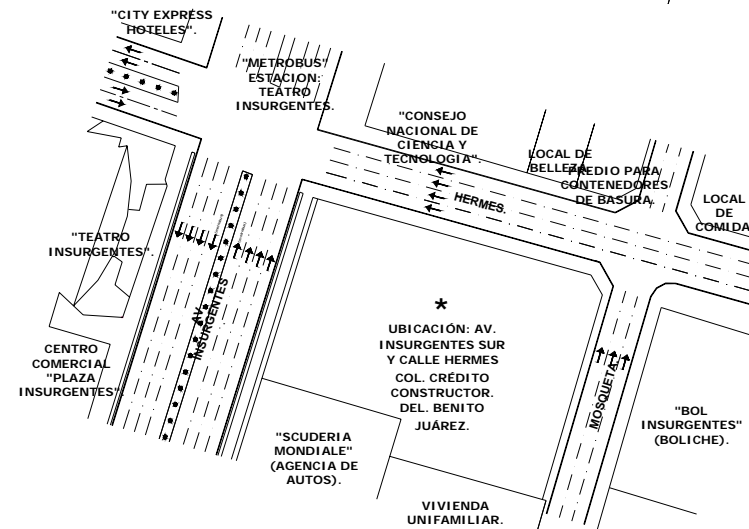 "CITY EXPRESS
HOTELES".
"METROBUS"
ESTACION:
TEATRO
INSURGENTES.
"CONSEJO
NACIONAL DE
CIENCIA Y
TECNOLOGIA".
LOCAL DE
BELLEZA.
PREDIO PARA
CONTENEDORES
DE BASURA.
LOCAL
DE
COMIDA
HERMES.
"TEATRO
INSURGENTES".
AV.
INSURGENTES
CENTRO
COMERCIAL
"PLAZA
INSURGENTES".
*
UBICACIÓN: AV.
INSURGENTES SUR
Y CALLE HERMES
COL. CRÉDITO
CONSTRUCTOR.
DEL. BENITO
JUÁREZ.
MOSQUETA.
"BOL
INSURGENTES"
(BOLICHE).
"SCUDERIA
MONDIALE"
(AGENCIA DE
AUTOS).
VIVIENDA
UNIFAMILIAR.